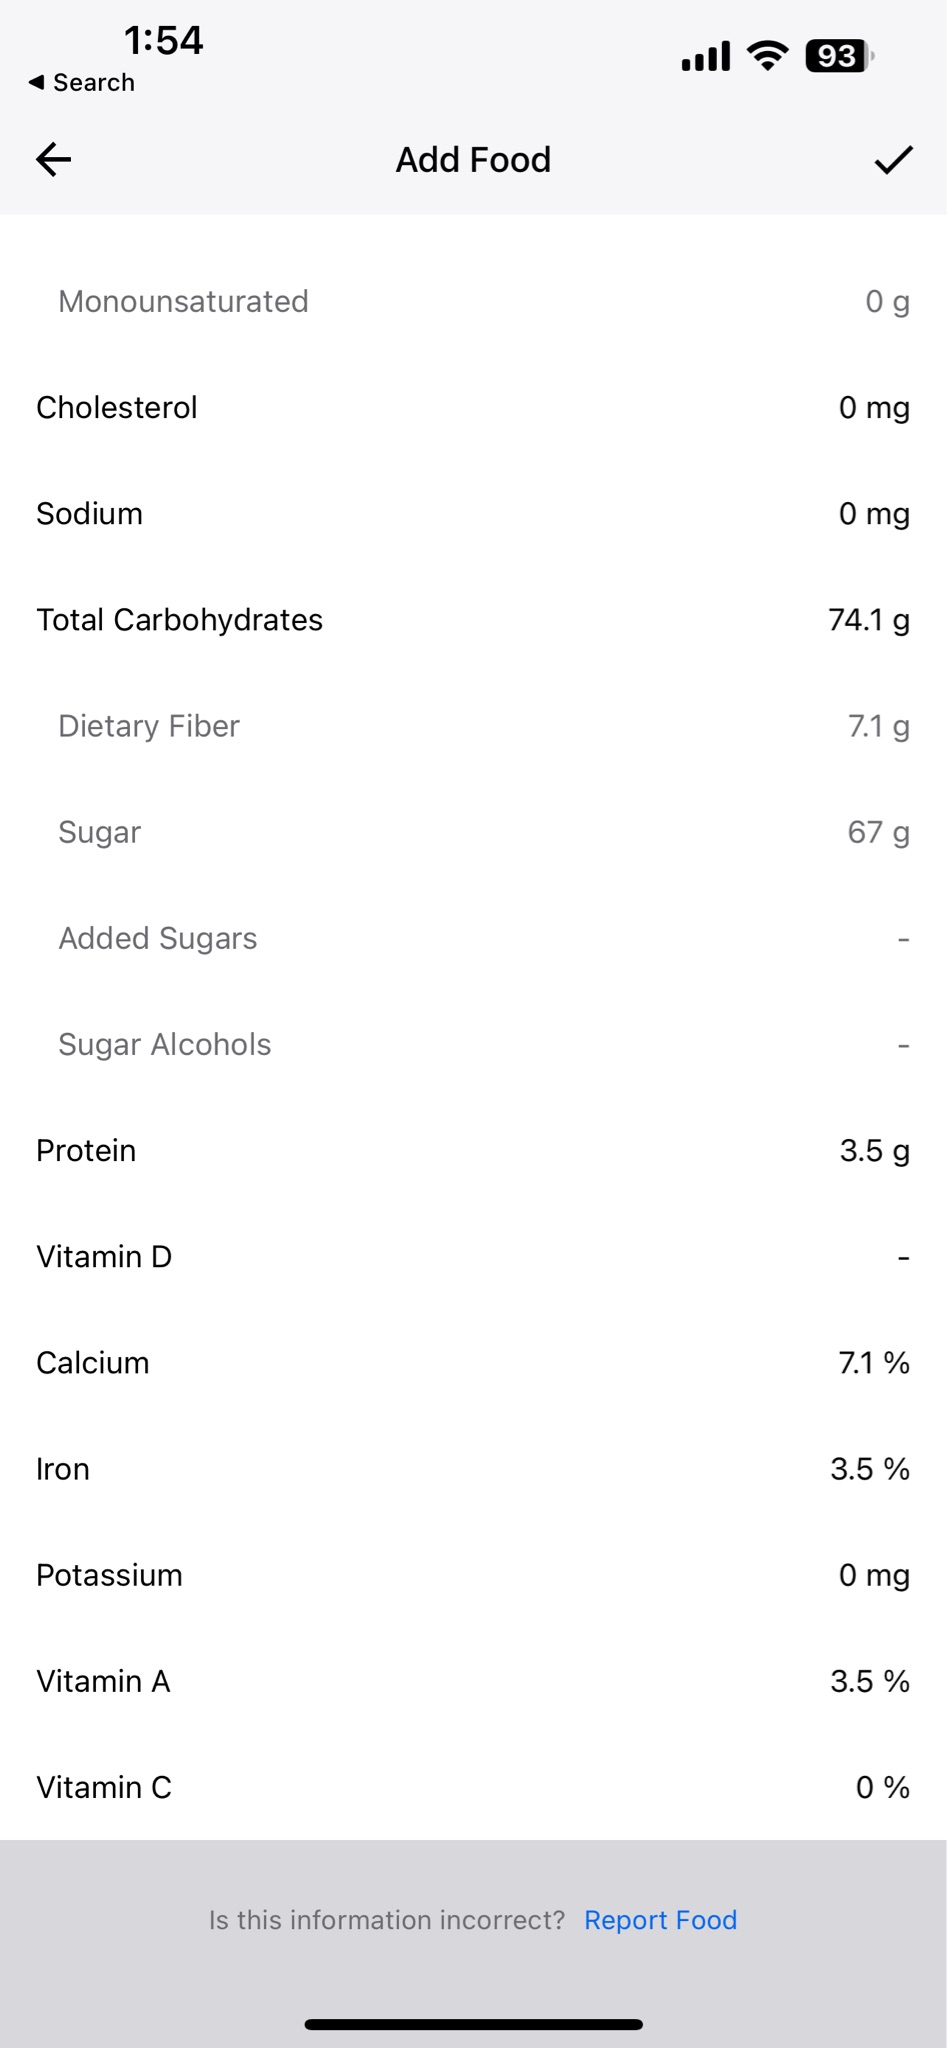 1:54
93
◀ Search
Add Food
Monounsaturated 0 g
Cholesterol 0 mg
Sodium 0 mg
Total Carbohydrates 74.1 g
Dietary Fiber 7.1 g
Sugar 67 g
Added Sugars -
Sugar Alcohols -
Protein 3.5 g
Vitamin D -
Calcium 7.1 %
Iron 3.5 %
Potassium 0 mg
Vitamin A 3.5 %
Vitamin C 0 %
Is this information incorrect? Report Food